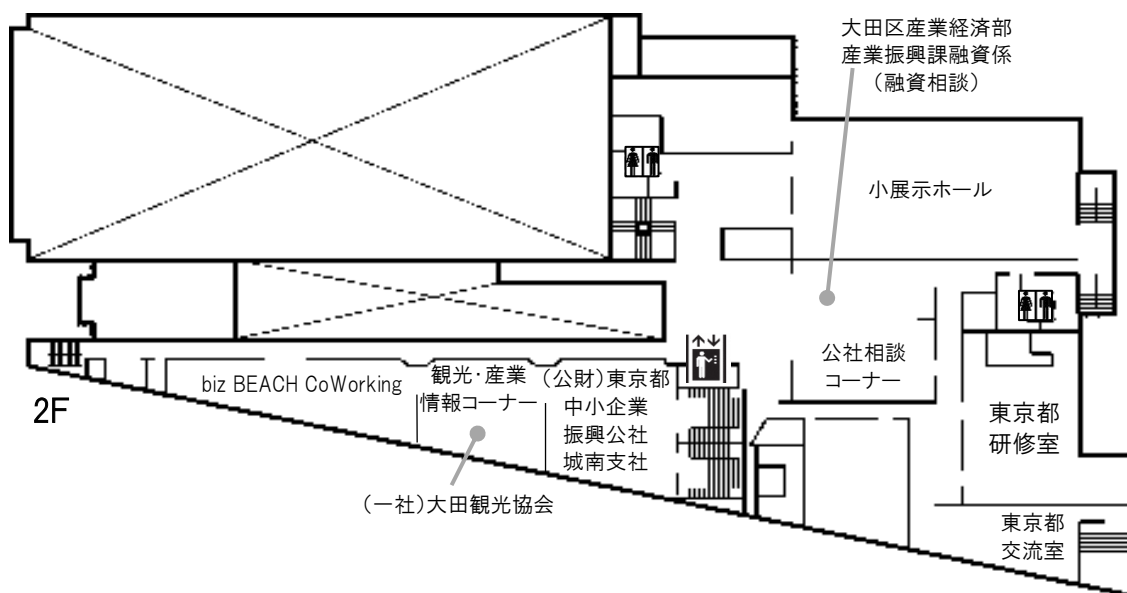 大田区産業経済部
産業振興課融資係
（融資相談）
小展示ホール
公社相談
コーナー
biz BEACH CoWorking
観光・産業
情報コーナー
（公財）東京都
中小企業
振興公社
城南支社
2F
東京都
研修室
（一社）大田観光協会
東京都
交流室